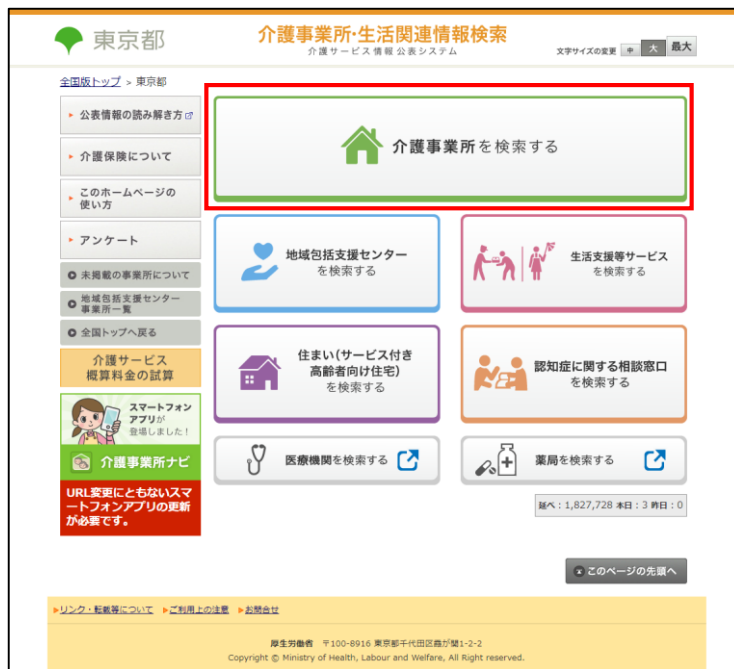 東京都
介護事業所・生活関連情報検索
介護サービス情報公表システム
文字サイズの変更 中 大 最大
全国版トップ > 東京都
公表情報の読み解き方
介護保険について
このホームページの
使い方
アンケート
未掲載の事業所について
地域包括支援センター
事業所一覧
全国トップへ戻る
介護サービス
概算料金の試算
スマートフォン
アプリが
登場しました!
介護事業所ナビ
URL変更にともないスマ
ートフォンアプリの更新
が必要です。
介護事業所を検索する
地域包括支援センター
を検索する
生活支援等サービス
を検索する
住まい(サービス付き
高齢者向け住宅)
を検索する
認知症に関する相談窓口
を検索する
医療機関を検索する
薬局を検索する
延べ:1,827,728 本日:3 昨日:0
このページの先頭へ
リンク・転載等について ご利用上の注意 お問合せ
厚生労働省 〒100-8916 東京都千代田区霞が関1-2-2
Copyright © Ministry of Health, Labour and Welfare, All Right reserved.